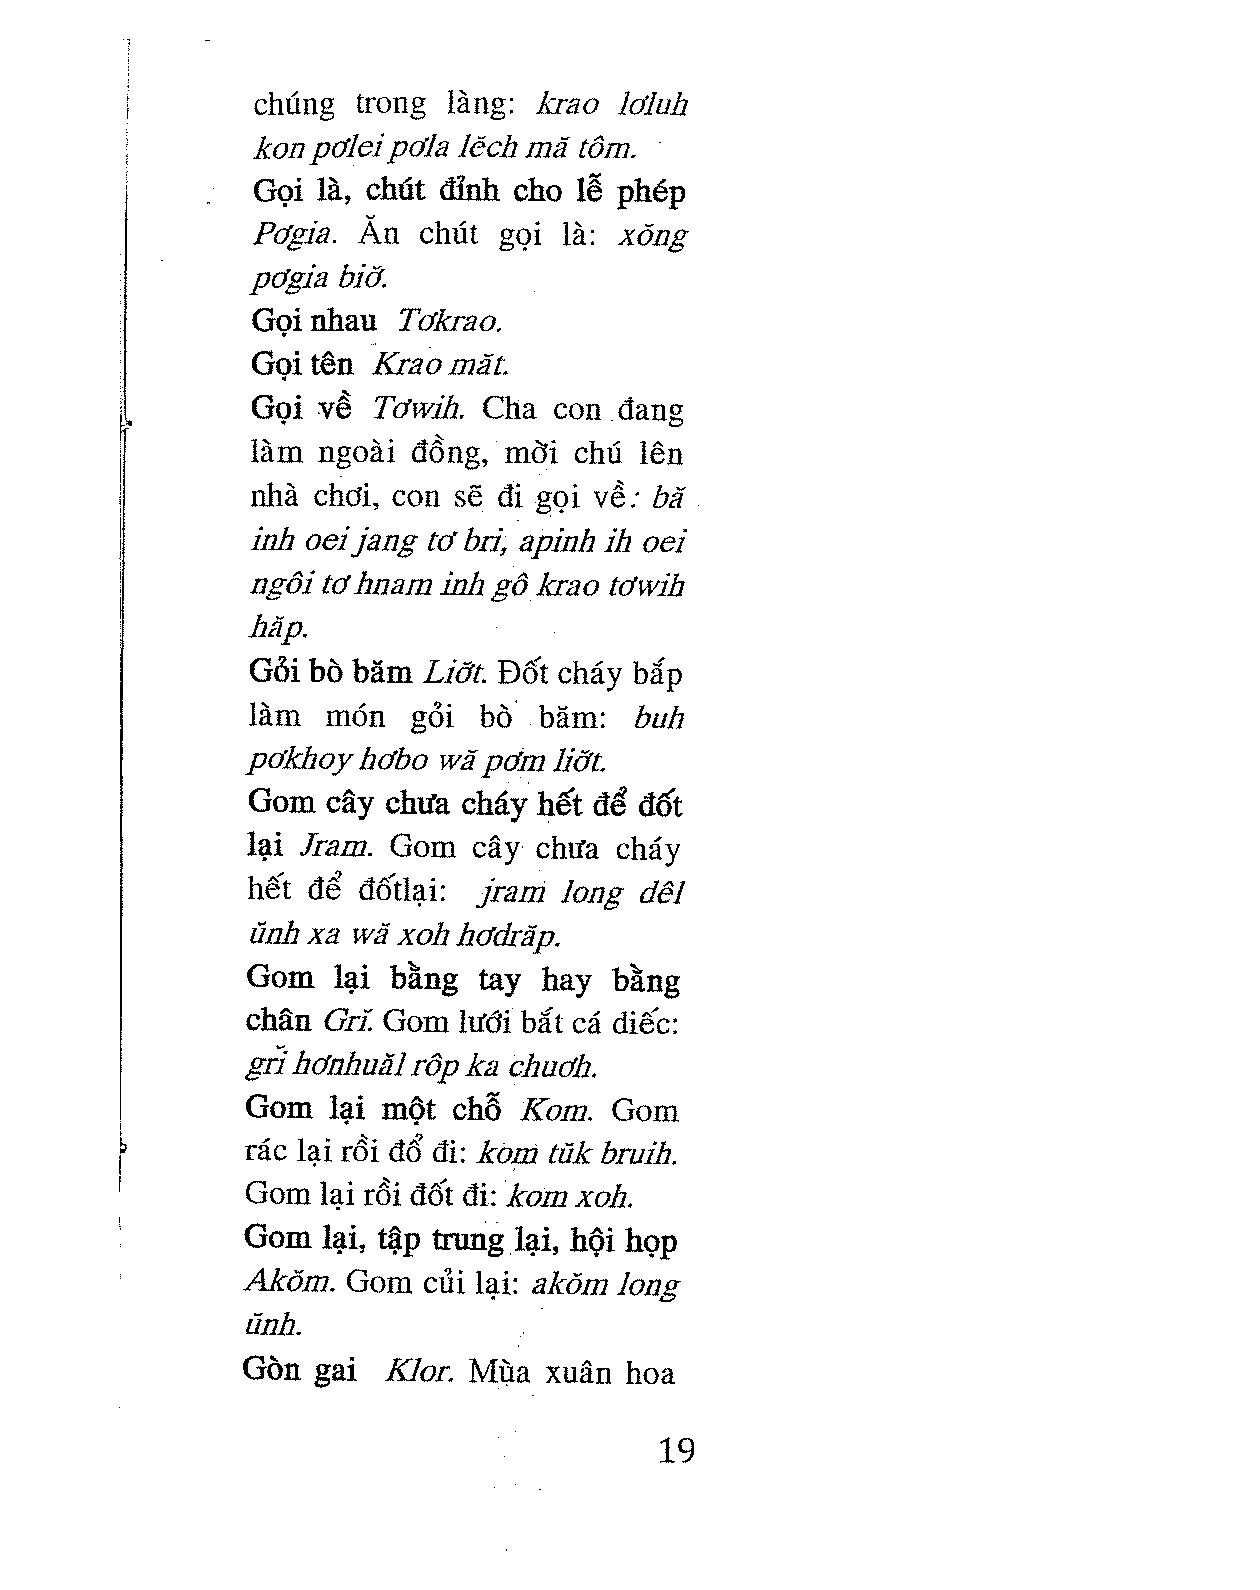 chúng trong làng: krao lơluh
kon pơlei pơla lĕch mă tôm.
Gọi là, chút đỉnh cho lễ phép
Pơgia. Ăn chút gọi là: xŏng
pơgia biơ̆.
Gọi nhau Tơkrao.
Gọi tên Krao măt.
Gọi về Tơwih. Cha con đang
làm ngoài đồng, mời chú lên
nhà chơi, con sẽ đi gọi về: bă
inh oei jang tơ bri, apinh ih oei
ngôi tơ hnam inh gô krao tơwih
hăp.
Gỏi bò băm Liơ̆t. Đốt cháy bắp
làm món gỏi bò băm: buh
pơkhoy hơbo wă pơm liơ̆t.
Gom cây chưa cháy hết để đốt
lại Jram. Gom cây chưa cháy
hết để đốtlại: jram long dêl
ŭnh xa wă xoh hơdrăp.
Gom lại bằng tay hay bằng
chân Grĭ. Gom lưới bắt cá diếc:
grĭ hơnhuăl rôp ka chuơh.
Gom lại một chỗ Kom. Gom
rác lại rồi đổ đi: kom tŭk bruih.
Gom lại rồi đốt đi: kom xoh.
Gom lại, tập trung lại, hội họp
Akŏm. Gom củi lại: akŏm long
ŭnh.
Gòn gai Klor. Mùa xuân hoa
19